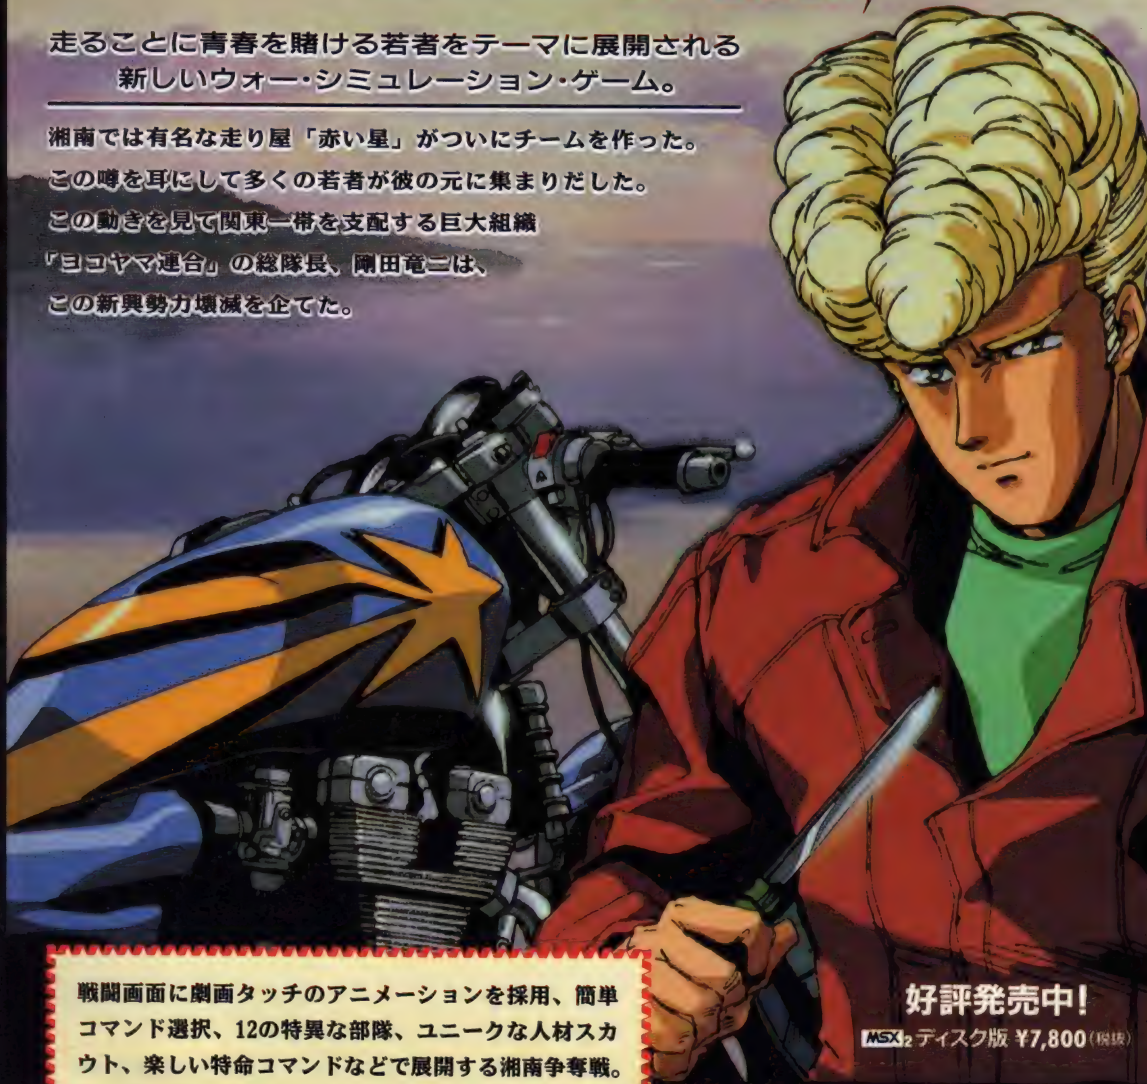 走ることに青春を賭ける若者をテーマに展開される
新しいウォー・シミュレーション・ゲーム。
湘南では有名な走り屋「赤い星」がついにチームを作った。
この噂を耳にして多くの若者が彼の元に集まりだした。
この動きを見て関東一帯を支配する巨大組織
「ヨコヤマ連合」の総隊長、剛田竜二は、
この新興勢力壊滅を企てた。
戦闘画面に劇画タッチのアニメーションを採用、簡単
コマンド選択、12の特異な部隊、ユニークな人材スカ
ウト、楽しい特命コマンドなどで展開する湘南争奪戦。
好評発売中!
MSX2 ディスク版 ¥7,800(税抜)